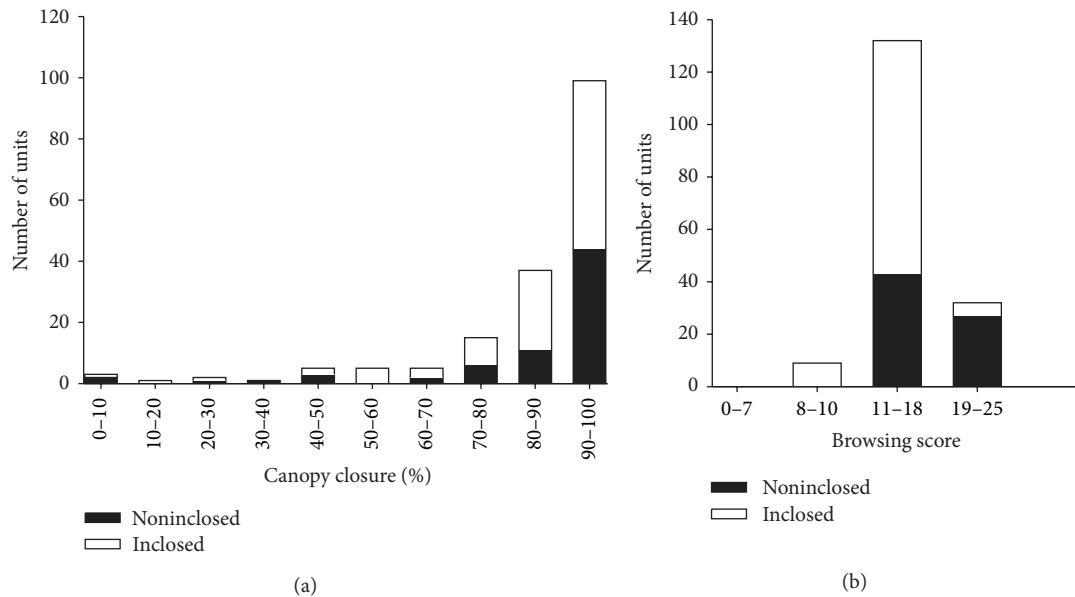 120
100
80
60
40
20
0
Number of units
0–10
10–20
20–30
30–40
40–50
50–60
60–70
70–80
80–90
90–100
Canopy closure (%)
Noninclosed
Inclosed
(a)
140
120
100
80
60
40
20
0
Number of units
0–7 8–10 11–18 19–25
Browsing score
Noninclosed
Inclosed
(b)